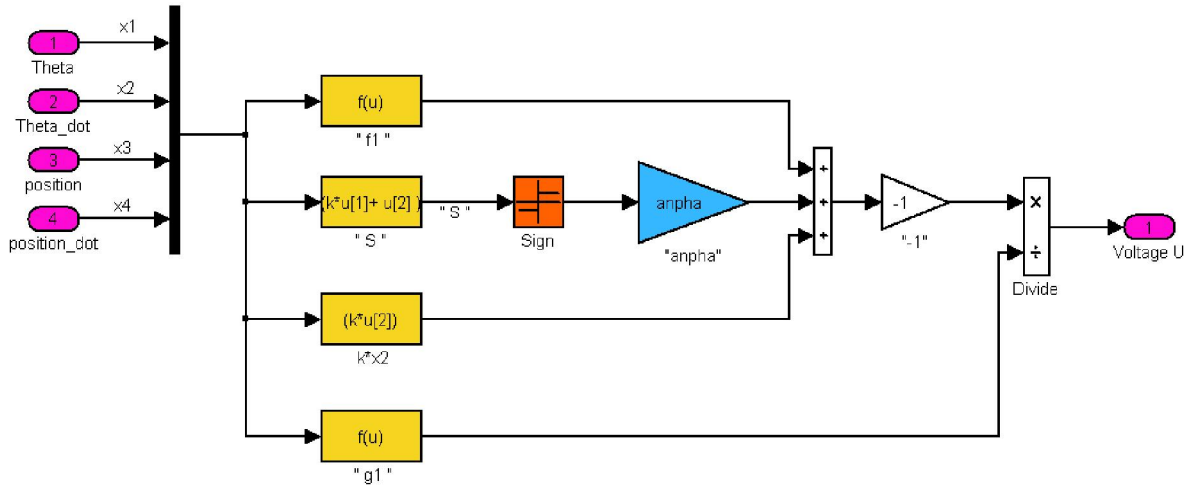 x1
1
Theta
x2
2
Theta_dot
x3
3
position
x4
4
position_dot
f(u)
" f1 "
(k*u[1]+ u[2] )
" S "
" S "
Sign
anpha
"anpha"
(k*u[2])
k*x2
f(u)
" g1 "
+
+
+
-1
"-1"
×
÷
Divide
1
Voltage U